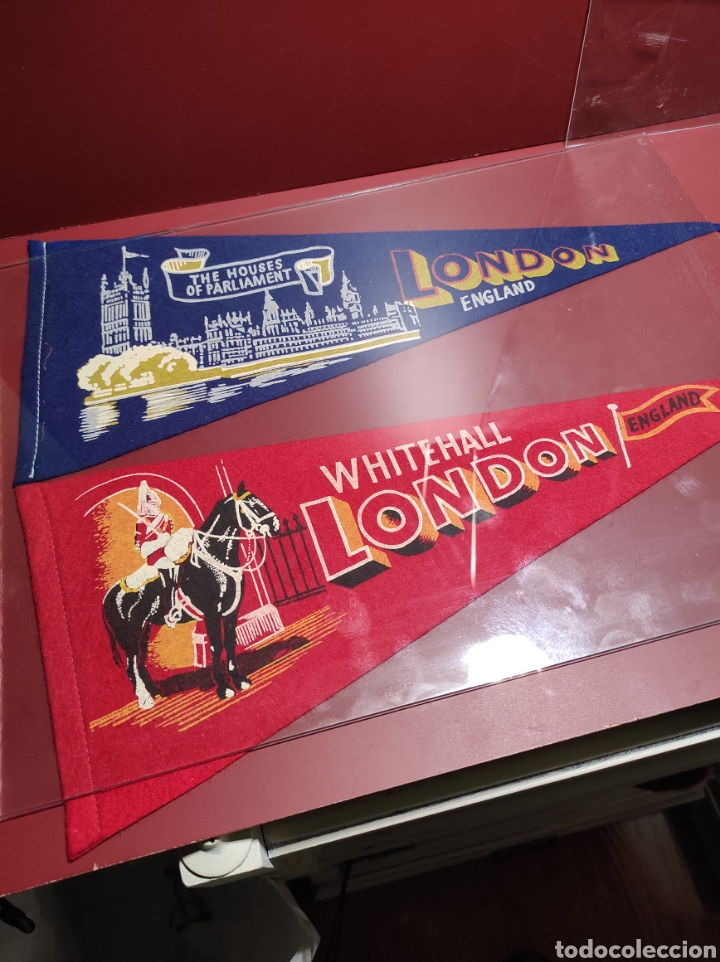 THE HOUSES
OF PARLIAMENT
LONDON
ENGLAND
WHITEHALL
LONDON
ENGLAND
todocoleccion